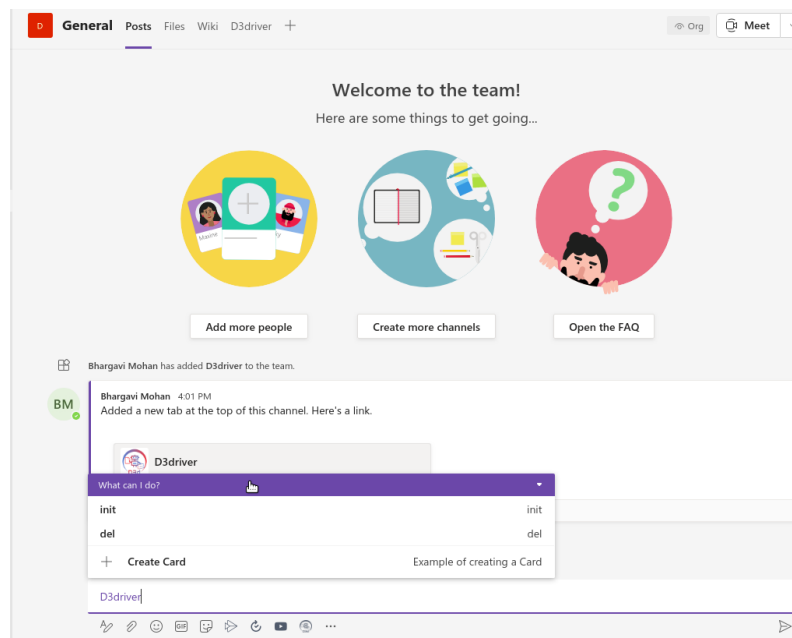 D General Posts Files Wiki D3driver + Org Meet
Welcome to the team!
Here are some things to get going...
Add more people Create more channels Open the FAQ
Bhargavi Mohan has added D3driver to the team.
BM Bhargavi Mohan 4:01 PM
Added a new tab at the top of this channel. Here's a link.
D3driver
What can I do?
init init
del del
+ Create Card Example of creating a Card
D3driver
GIF